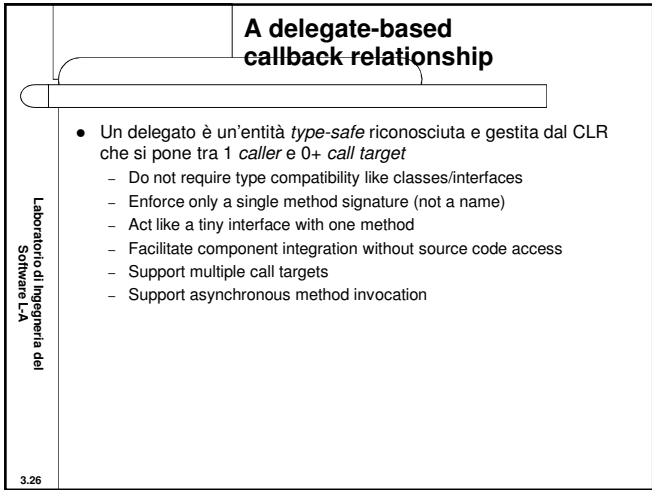 A delegate-based
callback relationship
● Un delegato è un'entità type-safe riconosciuta e gestita dal CLR
che si pone tra 1 caller e 0+ call target
– Do not require type compatibility like classes/interfaces
– Enforce only a single method signature (not a name)
– Act like a tiny interface with one method
– Facilitate component integration without source code access
– Support multiple call targets
– Support asynchronous method invocation
Laboratorio di Ingegneria del
Software L-A
3.26